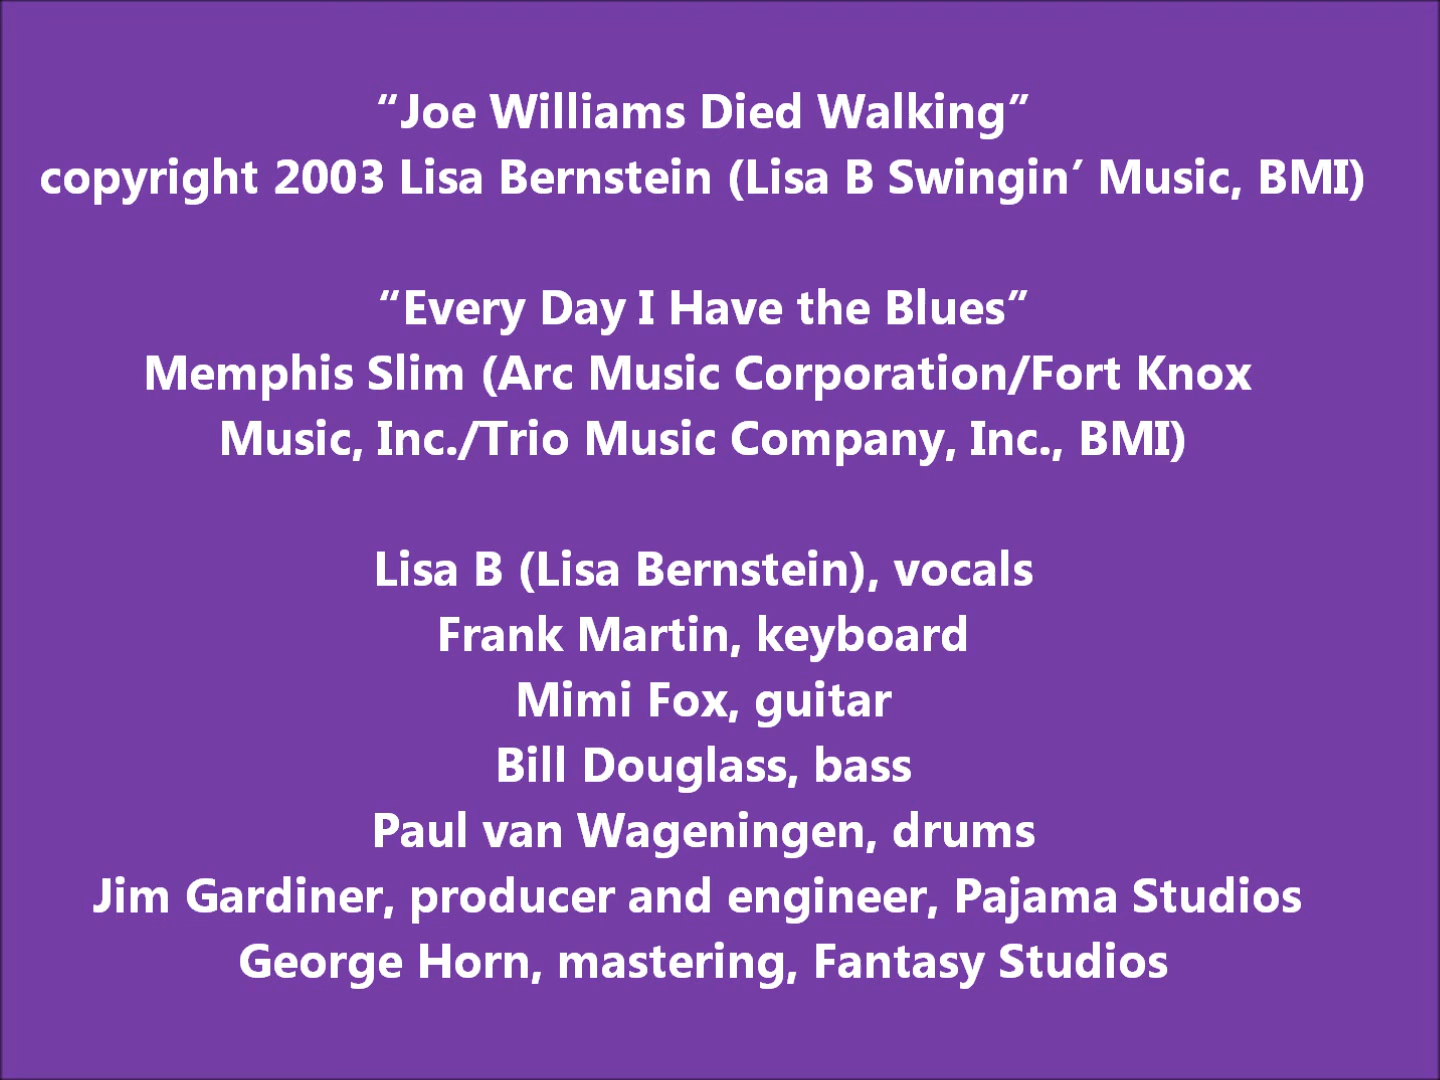 “Joe Williams Died Walking”
copyright 2003 Lisa Bernstein (Lisa B Swingin’ Music, BMI)
“Every Day I Have the Blues”
Memphis Slim (Arc Music Corporation/Fort Knox
Music, Inc./Trio Music Company, Inc., BMI)
Lisa B (Lisa Bernstein), vocals
Frank Martin, keyboard
Mimi Fox, guitar
Bill Douglass, bass
Paul van Wageningen, drums
Jim Gardiner, producer and engineer, Pajama Studios
George Horn, mastering, Fantasy Studios